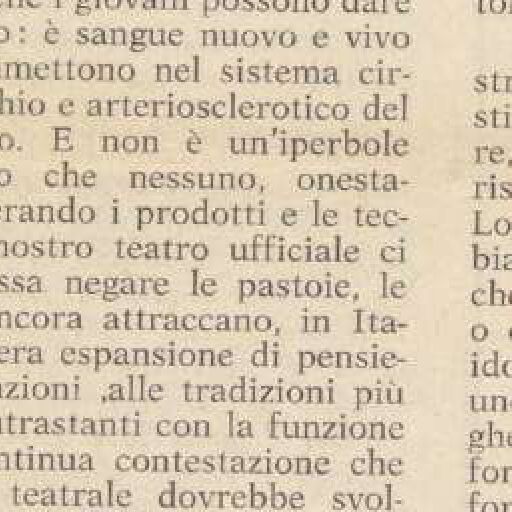 che i giovani possono dare
o: è sangue nuovo e vivo
mettono nel sistema cir-
hio e arteriosclerotico del
o. E non è un'iperbole
o che nessuno, onesta-
rando i prodotti e le tec-
nostro teatro ufficiale ci
ssa negare le pastoie, le
ncora attraccano, in Ita-
era espansione di pensie-
zioni ,alle tradizioni più
trastanti con la funzione
ntinua contestazione che
teatrale dovrebbe svol-
tor
str
sti
re,
ris
Lo
bia
che
o
ido
un
ghe
for
for